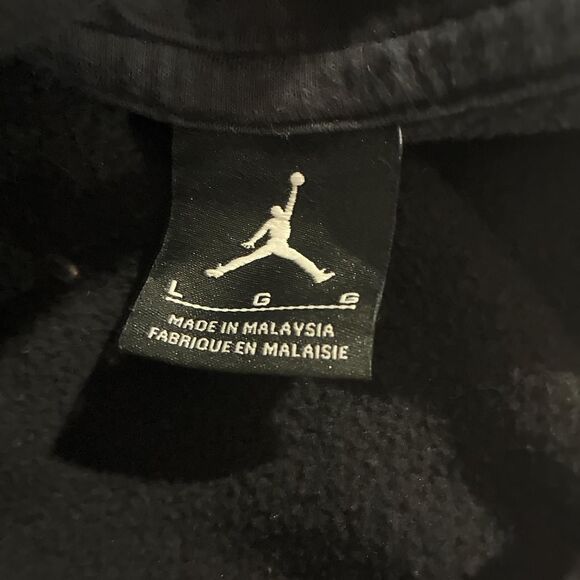 L G G
MADE IN MALAYSIA
FABRIQUE EN MALAISIE